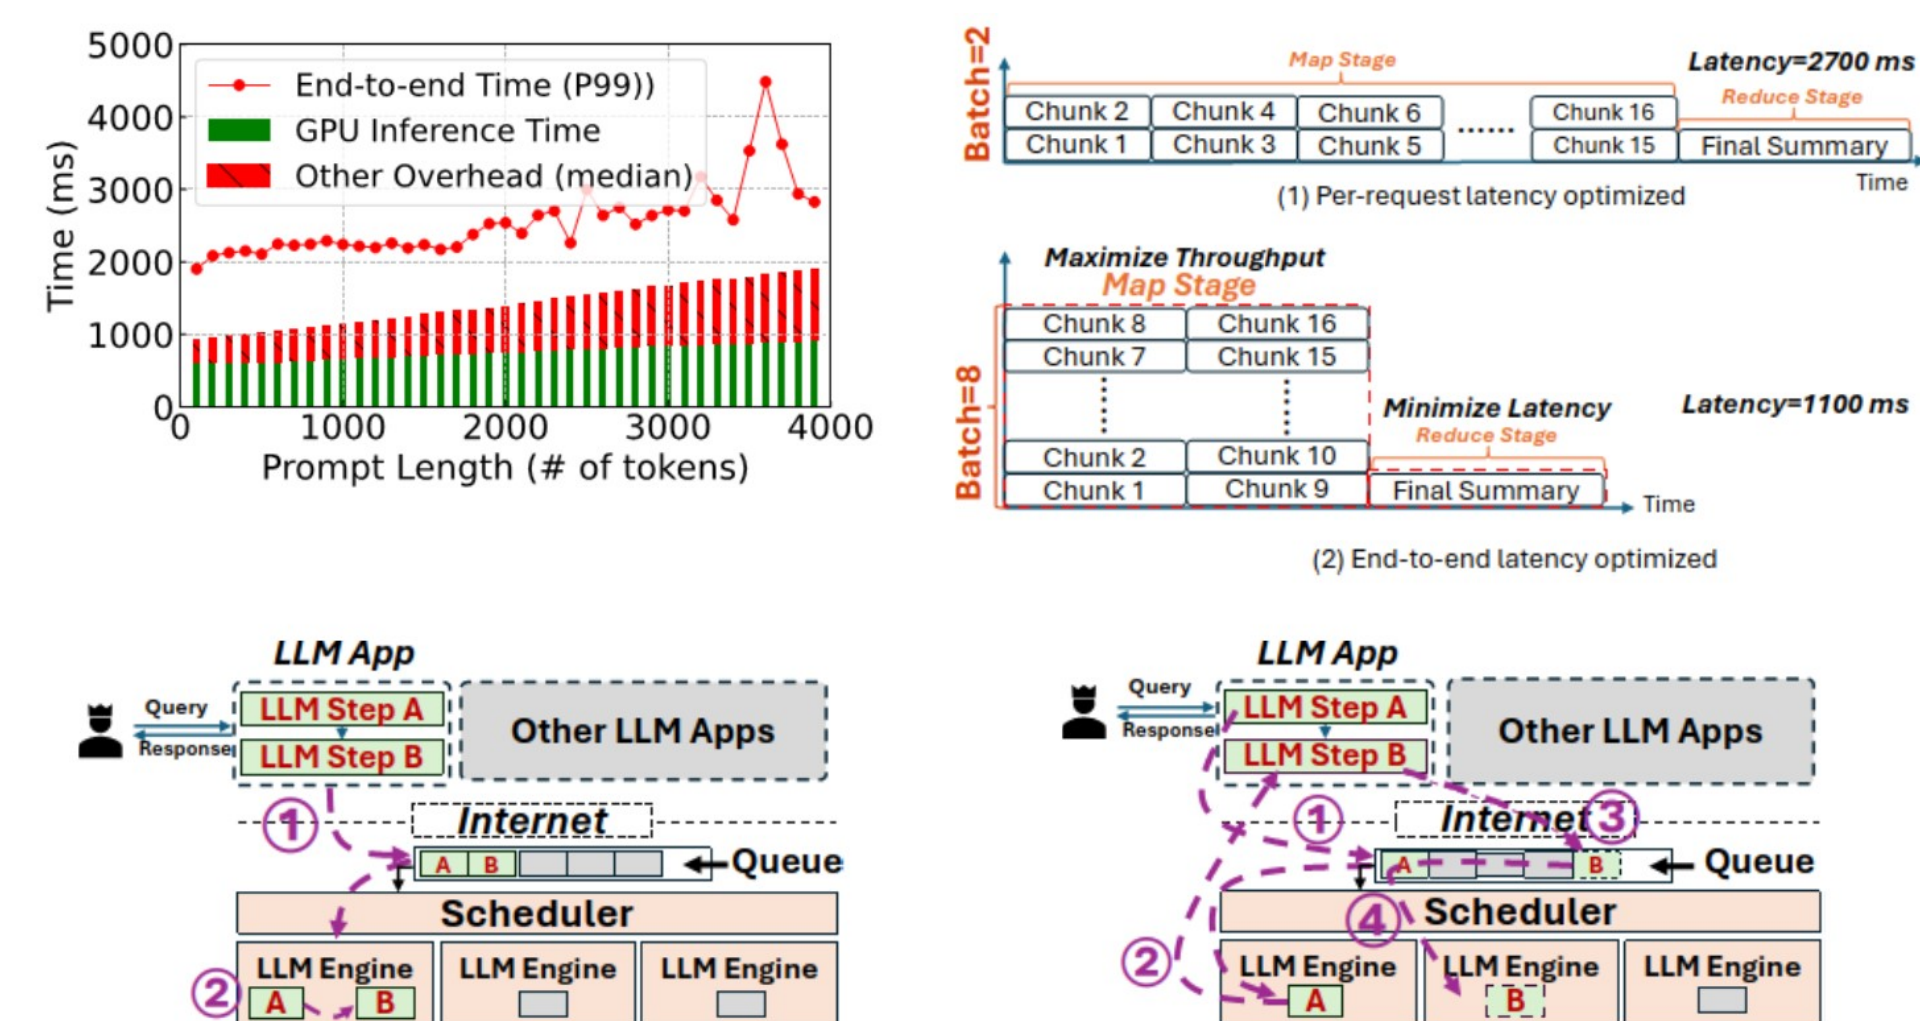 5000
4000
3000
2000
1000
0
Time (ms)
End-to-end Time (P99))
GPU Inference Time
Other Overhead (median)
0 1000 2000 3000 4000
Prompt Length (# of tokens)
Batch=2
Map Stage
Latency=2700 ms
Reduce Stage
Chunk 2 Chunk 4 Chunk 6 Chunk 16
Chunk 1 Chunk 3 Chunk 5 ...... Chunk 15 Final Summary
Time
(1) Per-request latency optimized
Maximize Throughput
Map Stage
Batch=8
Chunk 8 Chunk 16
Chunk 7 Chunk 15
Chunk 2 Chunk 10
Chunk 1 Chunk 9
Minimize Latency
Reduce Stage
Final Summary
Latency=1100 ms
Time
(2) End-to-end latency optimized
LLM App
Query
Response
LLM Step A
LLM Step B
Other LLM Apps
①
Internet
A B
Queue
Scheduler
②
LLM Engine LLM Engine LLM Engine
A B
LLM App
Query
Response
LLM Step A
LLM Step B
Other LLM Apps
①
Internet
③
A B
Queue
④
Scheduler
②
LLM Engine LLM Engine LLM Engine
A B